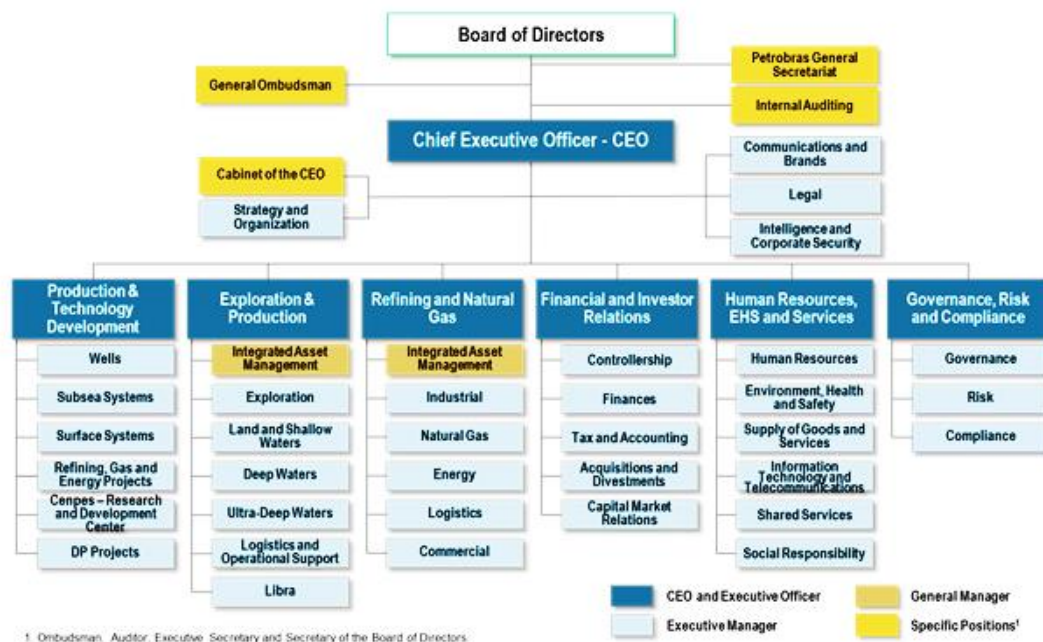 Board of Directors
General Ombudsman
Petrobras General
Secretariat
Internal Auditing
Chief Executive Officer - CEO
Cabinet of the CEO
Strategy and
Organization
Communications and
Brands
Legal
Intelligence and
Corporate Security
Production &
Technology
Development
Wells
Subsea Systems
Surface Systems
Refining, Gas and
Energy Projects
Cenpes – Research
and Development
Center
DP Projects
Exploration &
Production
Integrated Asset
Management
Exploration
Land and Shallow
Waters
Deep Waters
Ultra-Deep Waters
Logistics and
Operational Support
Libra
Refining and Natural
Gas
Integrated Asset
Management
Industrial
Natural Gas
Energy
Logistics
Commercial
Financial and Investor
Relations
Controllership
Finances
Tax and Accounting
Acquisitions and
Divestments
Capital Market
Relations
Human Resources,
EHS and Services
Human Resources
Environment, Health
and Safety
Supply of Goods and
Services
Information
Technology and
Telecommunications
Shared Services
Social Responsibility
Governance, Risk
and Compliance
Governance
Risk
Compliance
CEO and Executive Officer
General Manager
Executive Manager
Specific Positions¹
1. Ombudsman, Auditor, Executive Secretary and Secretary of the Board of Directors